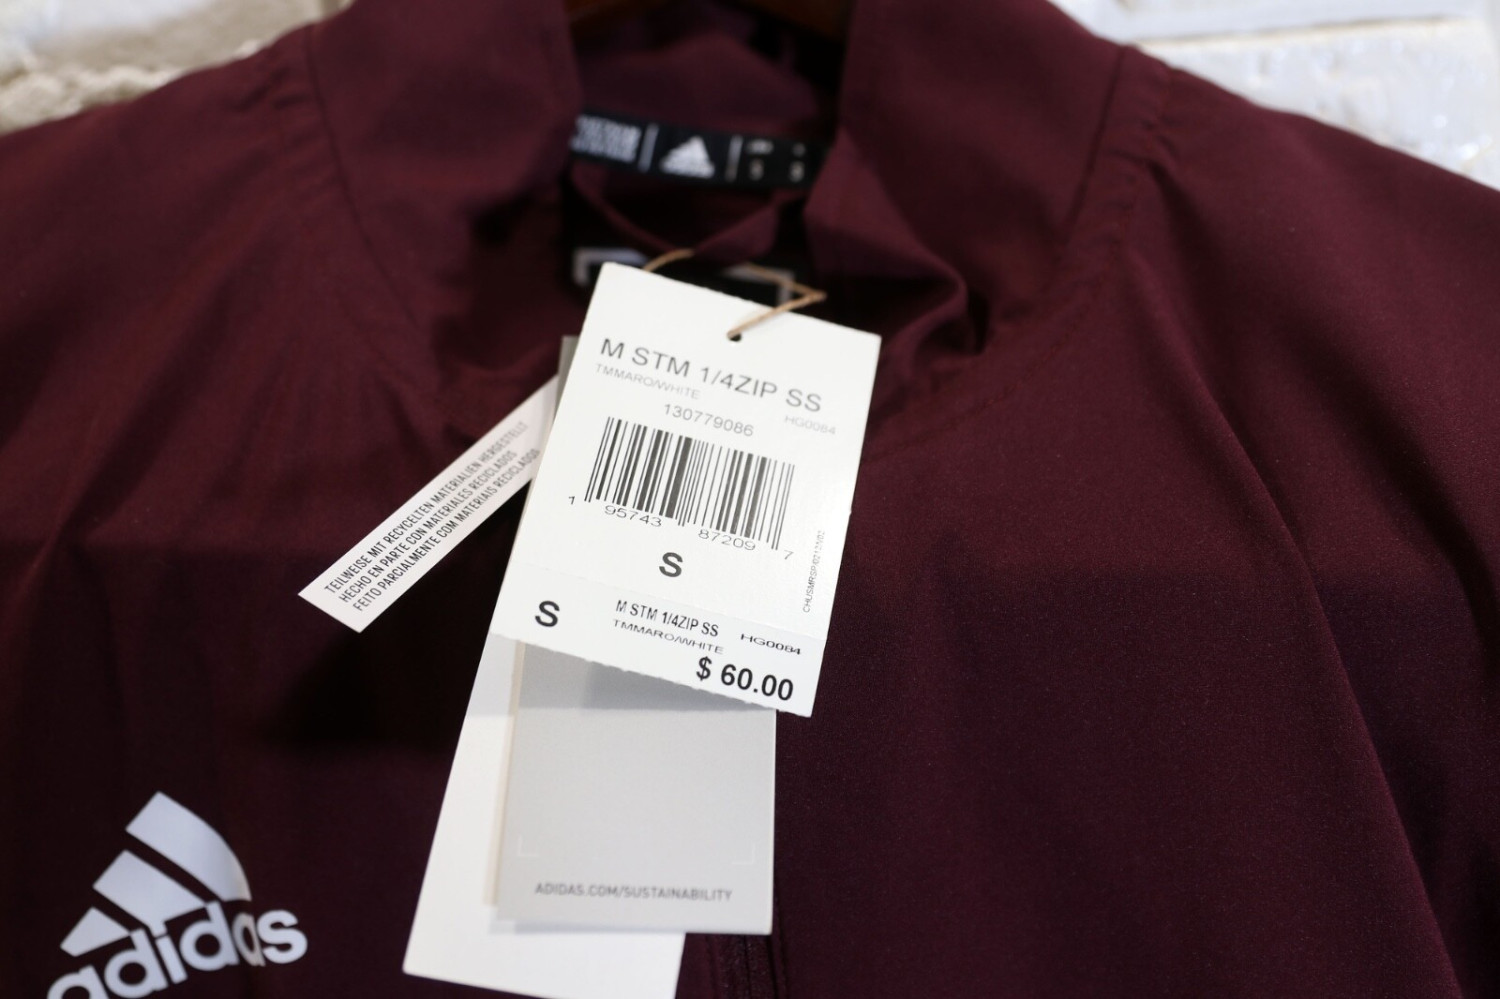 M STM 1/4ZIP SS
TMMARO/WHITE
HG0084
130779086
1 95743 87209 7
S
CHUSMRSP0212N02
S
M STM 1/4ZIP SS
TMMARO/WHITE
HG0084
$ 60.00
TEILWEISE MIT RECYCELTEN MATERIALIEN HERGESTELLT
HECHO EN PARTE CON MATERIALES RECICLADOS
FEITO PARCIALMENTE COM MATERIAIS RECICLADOS
ADIDAS.COM/SUSTAINABILITY
adidas